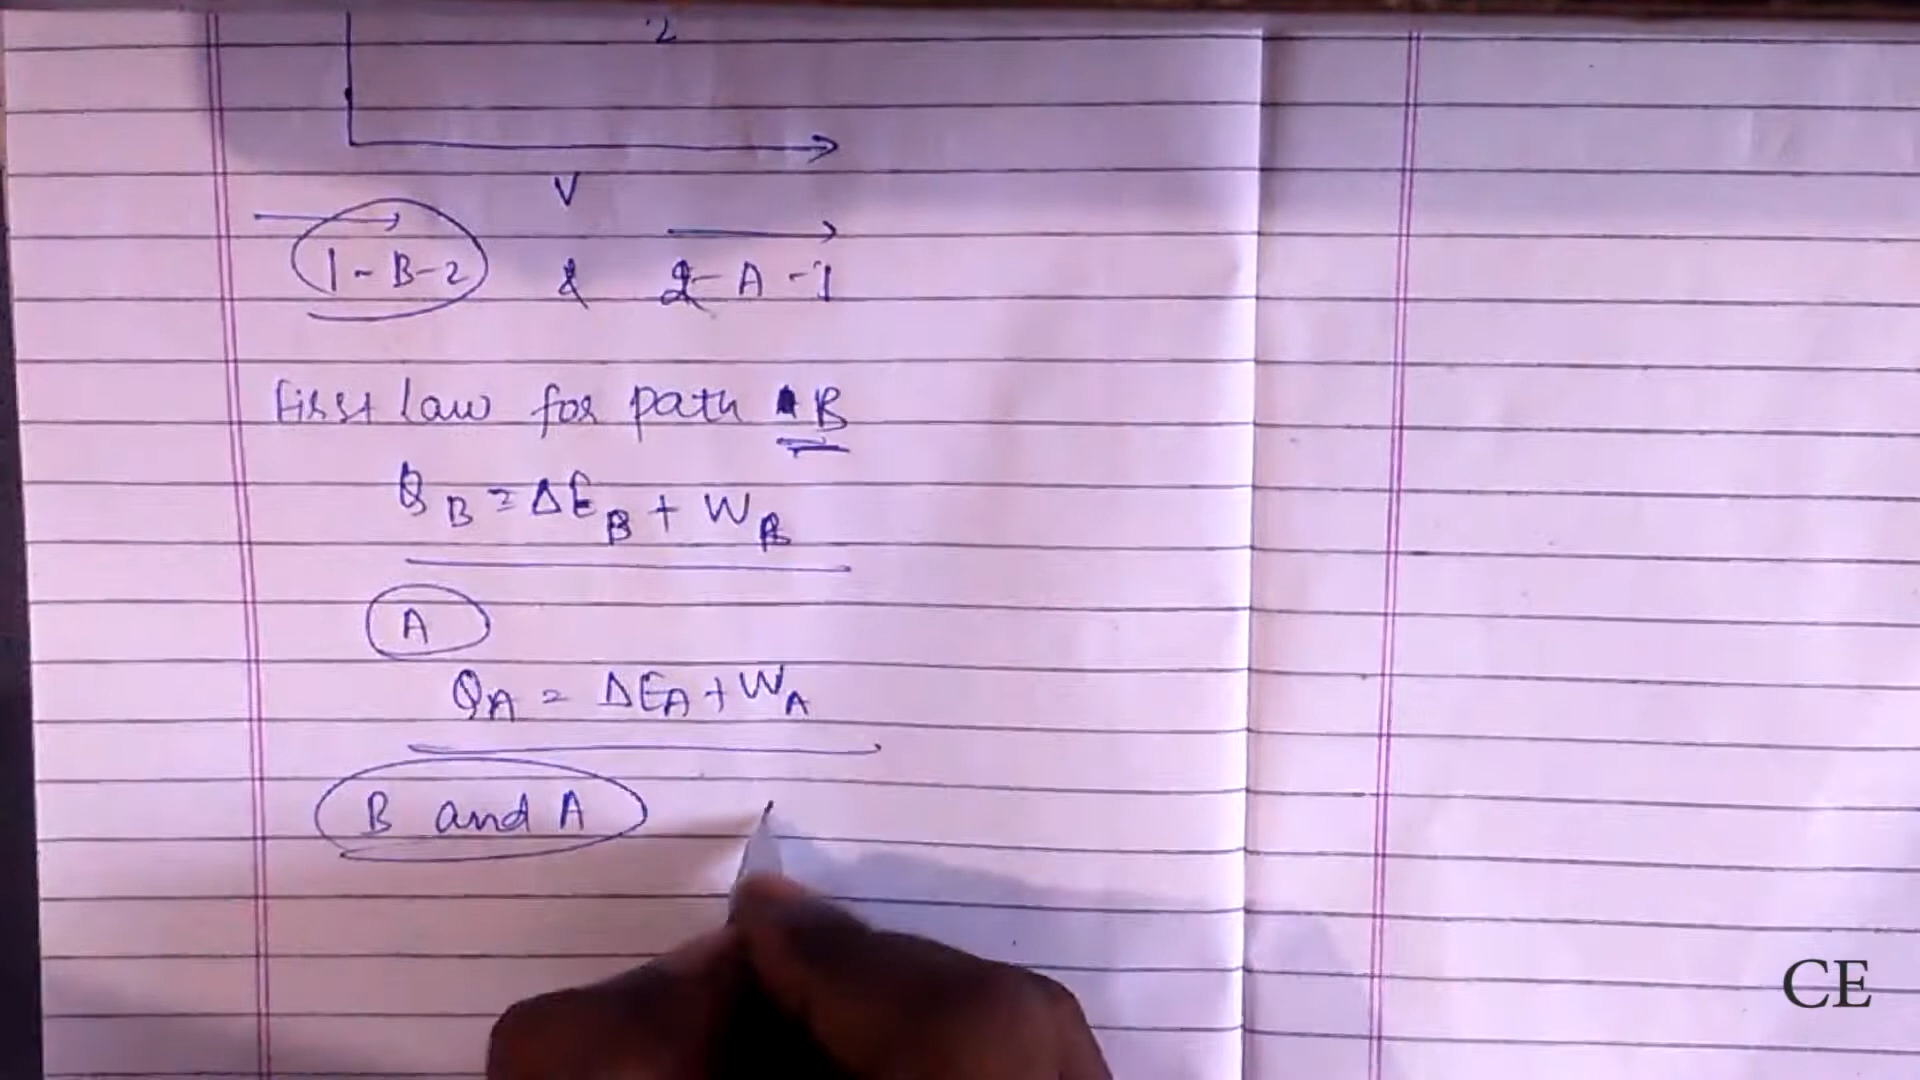 2
V
1-B-2 & 2-A-1
First law for path B
QB = ΔEB + WB
A
QA = ΔEA + WA
B and A
CE